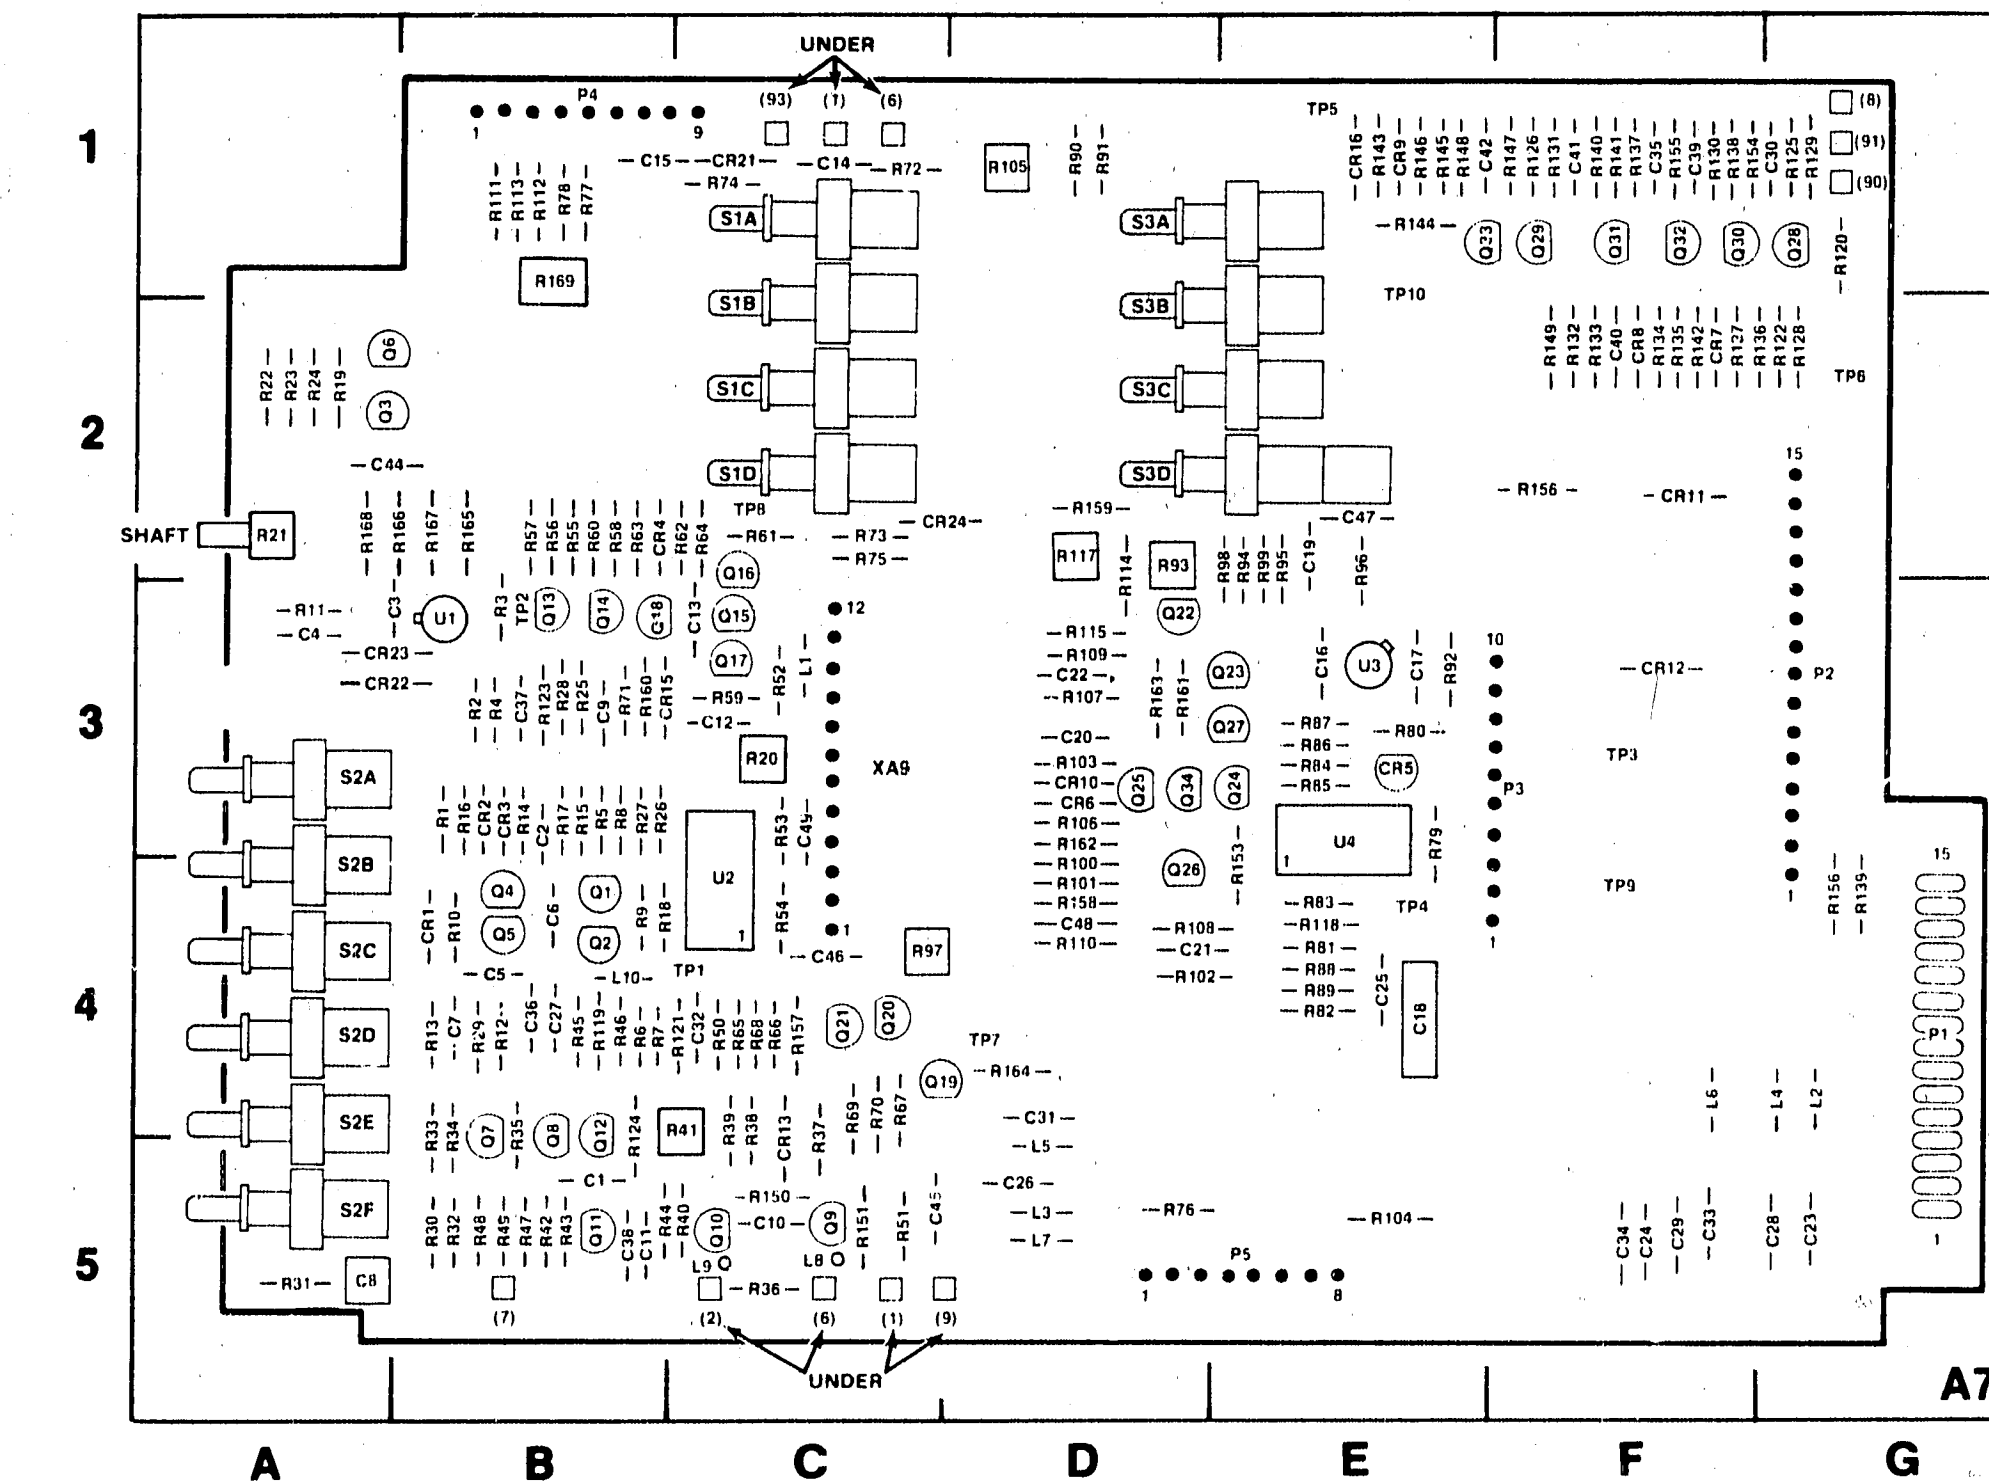 UNDER
P4
(93) (1) (6)
1 9
TP5
(8)
(91)
(90)
1
C15 CR21 C14 R72
R74
R105
R90 R91
CR16 R143 CR9 R146 R145 R148 C42 R147 R126 R131 C41 R140 R141 R137 C35 R155 C39 R130 R138 R154 C30 R125 R129
R111 R113 R112 R78 R77
S1A S3A
R144
Q23 Q29 Q31 Q32 Q30 Q28
R120
R169
S1B S3B
TP10
R149 R132 R133 C40 CR8 R134 R135 R142 CR7 R127 R136 R122 R128
TP6
Q6
R22 R23 R24 R19
Q3
S1C S3C
2
C44
S1D S3D
15
R156 CR11
SHAFT R21
R168 R166 R167 R165
R57 R56 R55 R60 R58 R63 CR4 R62 R64
TP8
R61 R73 CR24
R75
R159
C47
R117 R114 R93
R98 R94 R99 R95 C19 R96
Q16
R11 C3 U1 R3 TP2 Q13 Q14 Q18 C13 Q15
C4
12
Q22
CR23
CR22
Q17
R52 L1
R115
R109
C22
R107
R163 R161
Q23
C16 U3 C17 R92
10
CR12
P2
R2 R4 C37 R123 R28 R25 C9 R71 R160 CR15
R59
C12
3
C20
Q27
R87
R86
R84
R85
R80
CR5
TP3
S2A
R20
XA9
R103
CR10
CR6
R106
R162
R100
R101
R158
C48
R110
Q25 Q34 Q24
P3
R1 R16 CR2 CR3 R14 C2 R17 R15 R5 R8 R27 R26
R53 C49
R153
U4
1
R79
S2B
U2
1
Q26
TP9
R156 R139
15
1
Q4 Q1
CR1 R10 C6 R9 R18 R54
Q5 Q2
1
R83
R118
R81
R88
R89
R82
TP4
1
S2C
R97
R108
C21
R102
C46
C5 L10 TP1
C25 C18
4
R13 C7 R29 R12 C36 C27 R45 R119 R46 R6 R7 R121 C32 R50 R65 R68 R66 R157
Q21 Q20
S2D
TP7
P1
Q19 R164
S2E
R33 R34 Q7 R35 Q8 Q12 R124 R41 R39 R38 CR13 R37 R69 R70 R67
C31
L5
L6 L4 L2
C1
C26
R150
S2F
R30 R32 R48 R49 R47 R42 R43 Q11 C38 C11 R44 R40 Q10 C10 Q9 R151 R51 C45
L3
L7
R76 R104
C34 C24 C29 C33 C28 C23
1
5
L9 L8
P5
R31 C8
R36
1 8
(7) (2) (6) (1) (9)
UNDER
A7
A B C D E F G